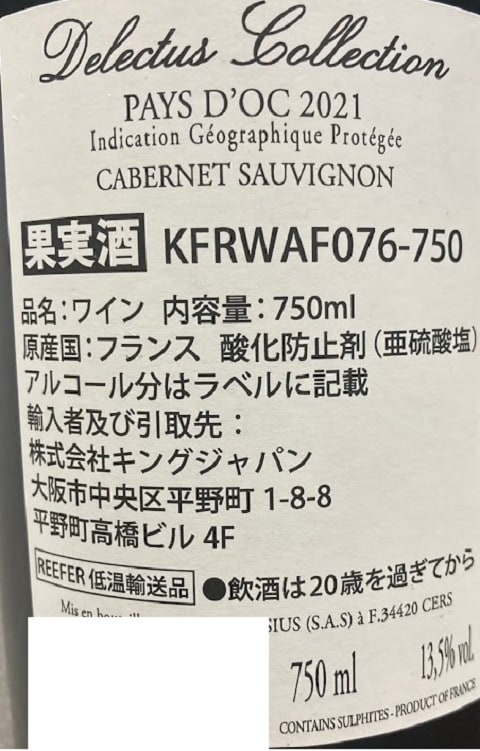 Delectus Collection
PAYS D'OC 2021
Indication Géographique Protégée
CABERNET SAUVIGNON
果実酒 KFRWAF076-750
品名：ワイン 内容量：750ml
原産国：フランス 酸化防止剤（亜硫酸塩）
アルコール分はラベルに記載
輸入者及び引取先：
株式会社キングジャパン
大阪市中央区平野町 1-8-8
平野町高橋ビル 4F
REEFER 低温輸送品 ●飲酒は20歳を過ぎてから
Mis en SIUS (S.A.S) à F.34420 CERS
750 ml 13,5% vol.
CONTAINS SULPHITES - PRODUCT OF FRANCE